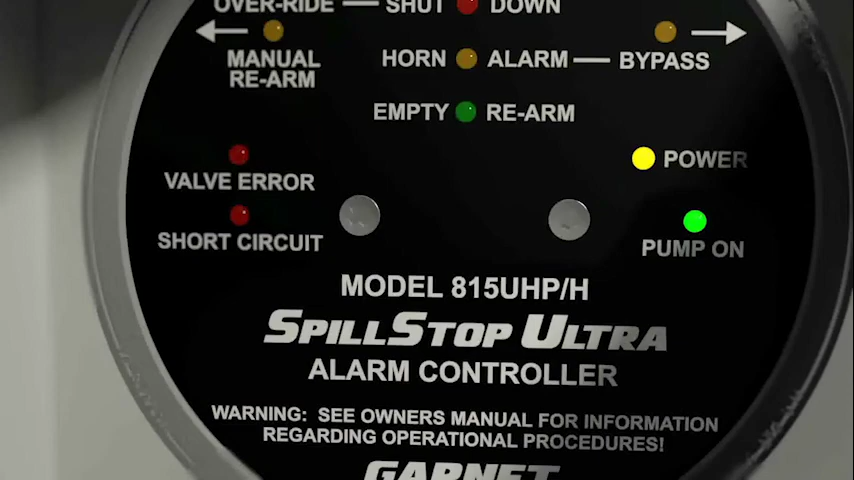 OVER-RIDE SHUT DOWN
MANUAL RE-ARM
HORN ALARM BYPASS
EMPTY RE-ARM
POWER
VALVE ERROR
SHORT CIRCUIT
PUMP ON
MODEL 815UHP/H
SPILLSTOP ULTRA
ALARM CONTROLLER
WARNING: SEE OWNERS MANUAL FOR INFORMATION
REGARDING OPERATIONAL PROCEDURES!
GARNET